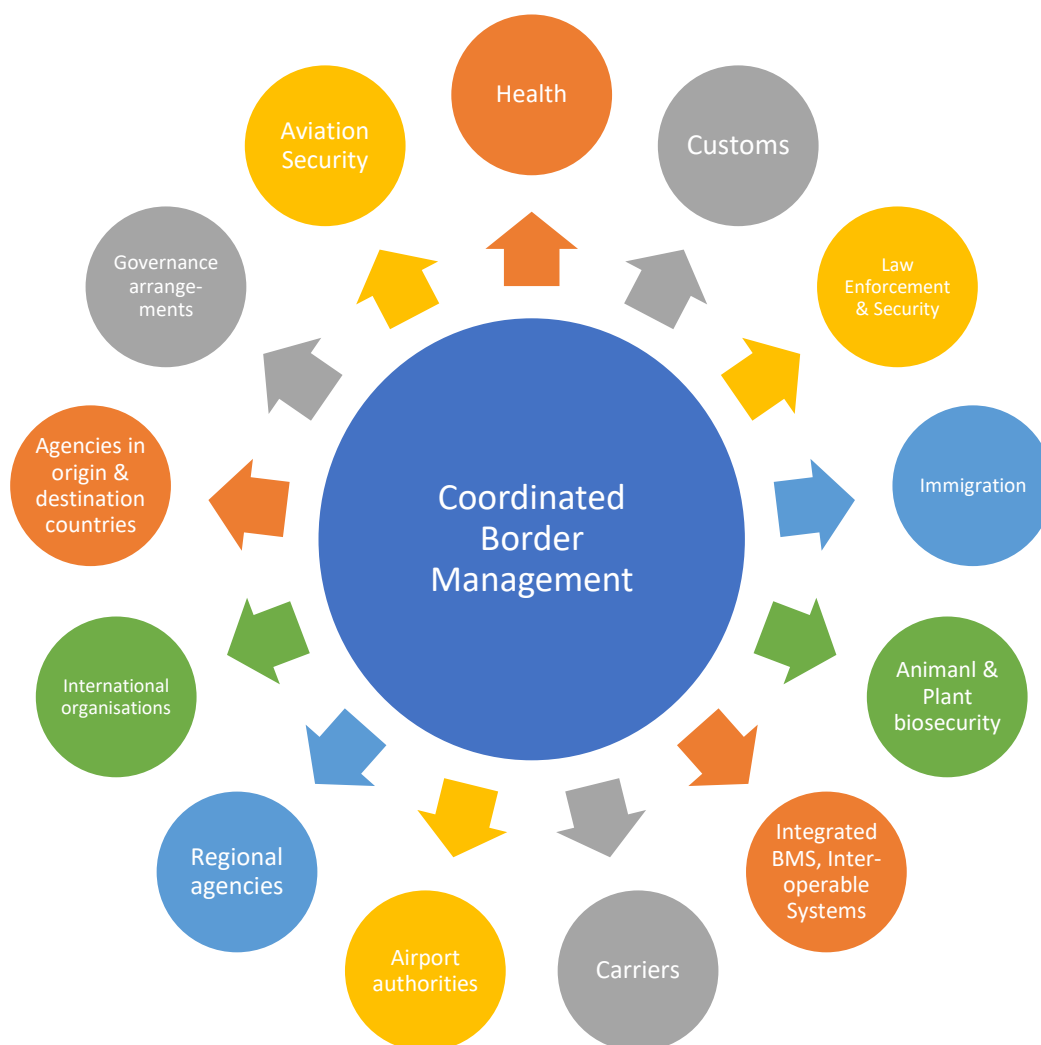 Health
Customs
Law
Enforcement
& Security
Immigration
Animanl &
Plant
biosecurity
Integrated
BMS, Inter-
operable
Systems
Carriers
Airport
authorities
Regional
agencies
International
organisations
Agencies in
origin &
destination
countries
Governance
arrange-
ments
Aviation
Security
Coordinated
Border
Management